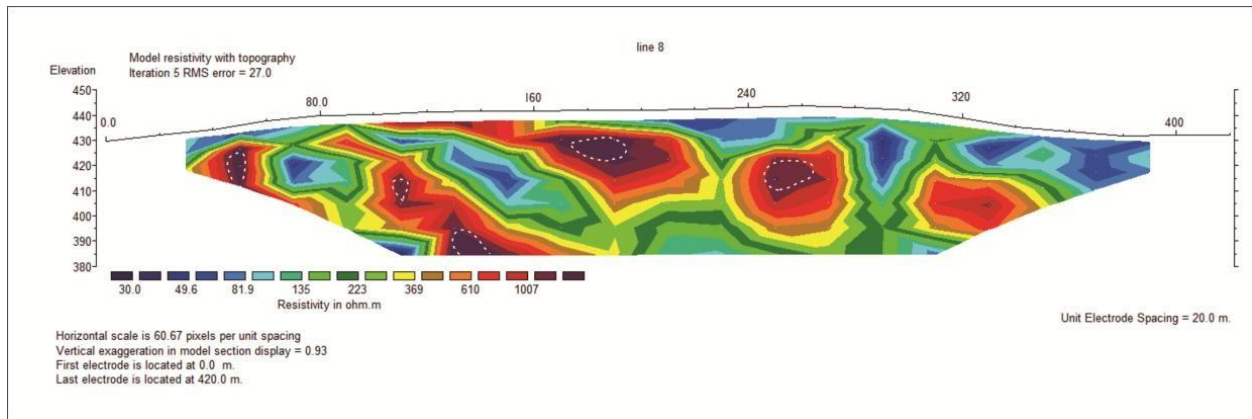 line 8
Model resistivity with topography
Iteration 5 RMS error = 27.0
Elevation
450
440
430
420
410
400
390
380
0.0
80.0
160
240
320
400
30.0 49.6 81.9 135 223 369 610 1007
Resistivity in ohm.m
Unit Electrode Spacing = 20.0 m.
Horizontal scale is 60.67 pixels per unit spacing
Vertical exaggeration in model section display = 0.93
First electrode is located at 0.0 m.
Last electrode is located at 420.0 m.